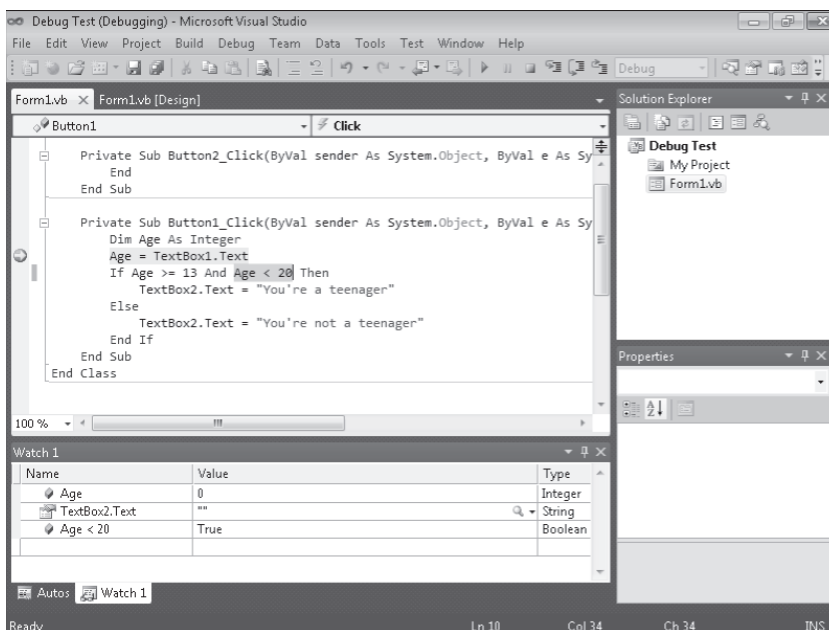 Debug Test (Debugging) - Microsoft Visual Studio
File Edit View Project Build Debug Team Data Tools Test Window Help
Debug
Form1.vb Form1.vb [Design]
Button1 Click
Private Sub Button2_Click(ByVal sender As System.Object, ByVal e As Sy
End
End Sub
Private Sub Button1_Click(ByVal sender As System.Object, ByVal e As Sy
Dim Age As Integer
Age = TextBox1.Text
If Age >= 13 And Age < 20 Then
TextBox2.Text = "You're a teenager"
Else
TextBox2.Text = "You're not a teenager"
End If
End Sub
End Class
100 %
Solution Explorer
Debug Test
My Project
Form1.vb
Properties
Watch 1
Name Value Type
Age 0 Integer
TextBox2.Text "" String
Age < 20 True Boolean
Autos Watch 1
Ready Ln 10 Col 34 Ch 34 INS